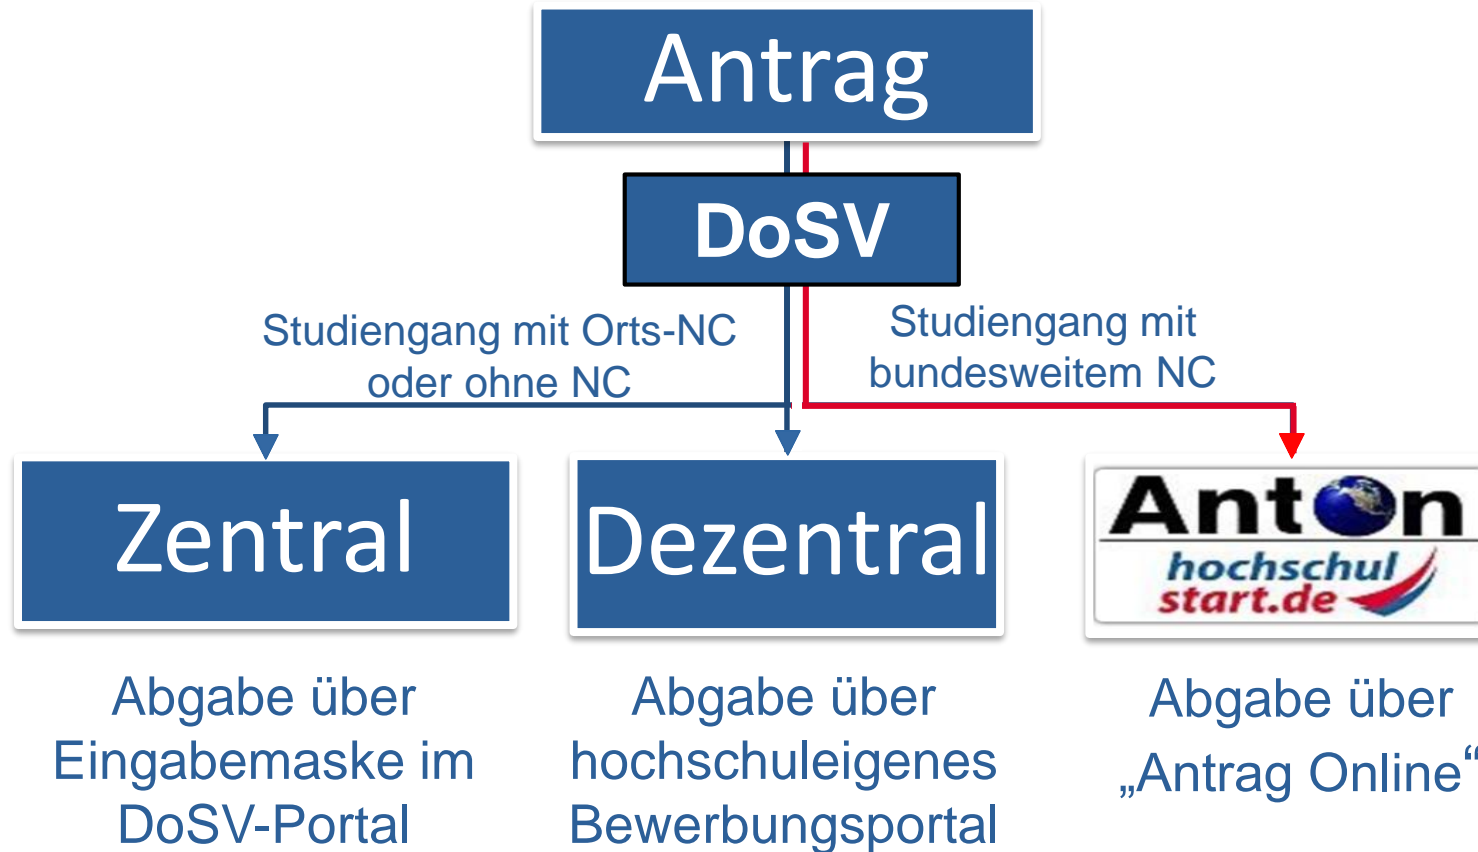 Antrag
DoSV
Studiengang mit Orts-NC
oder ohne NC
Studiengang mit
bundesweitem NC
Zentral
Dezentral
AntOn
hochschul
start.de
Abgabe über
Eingabemaske im
DoSV-Portal
Abgabe über
hochschuleigenes
Bewerbungsportal
Abgabe über
„Antrag Online“